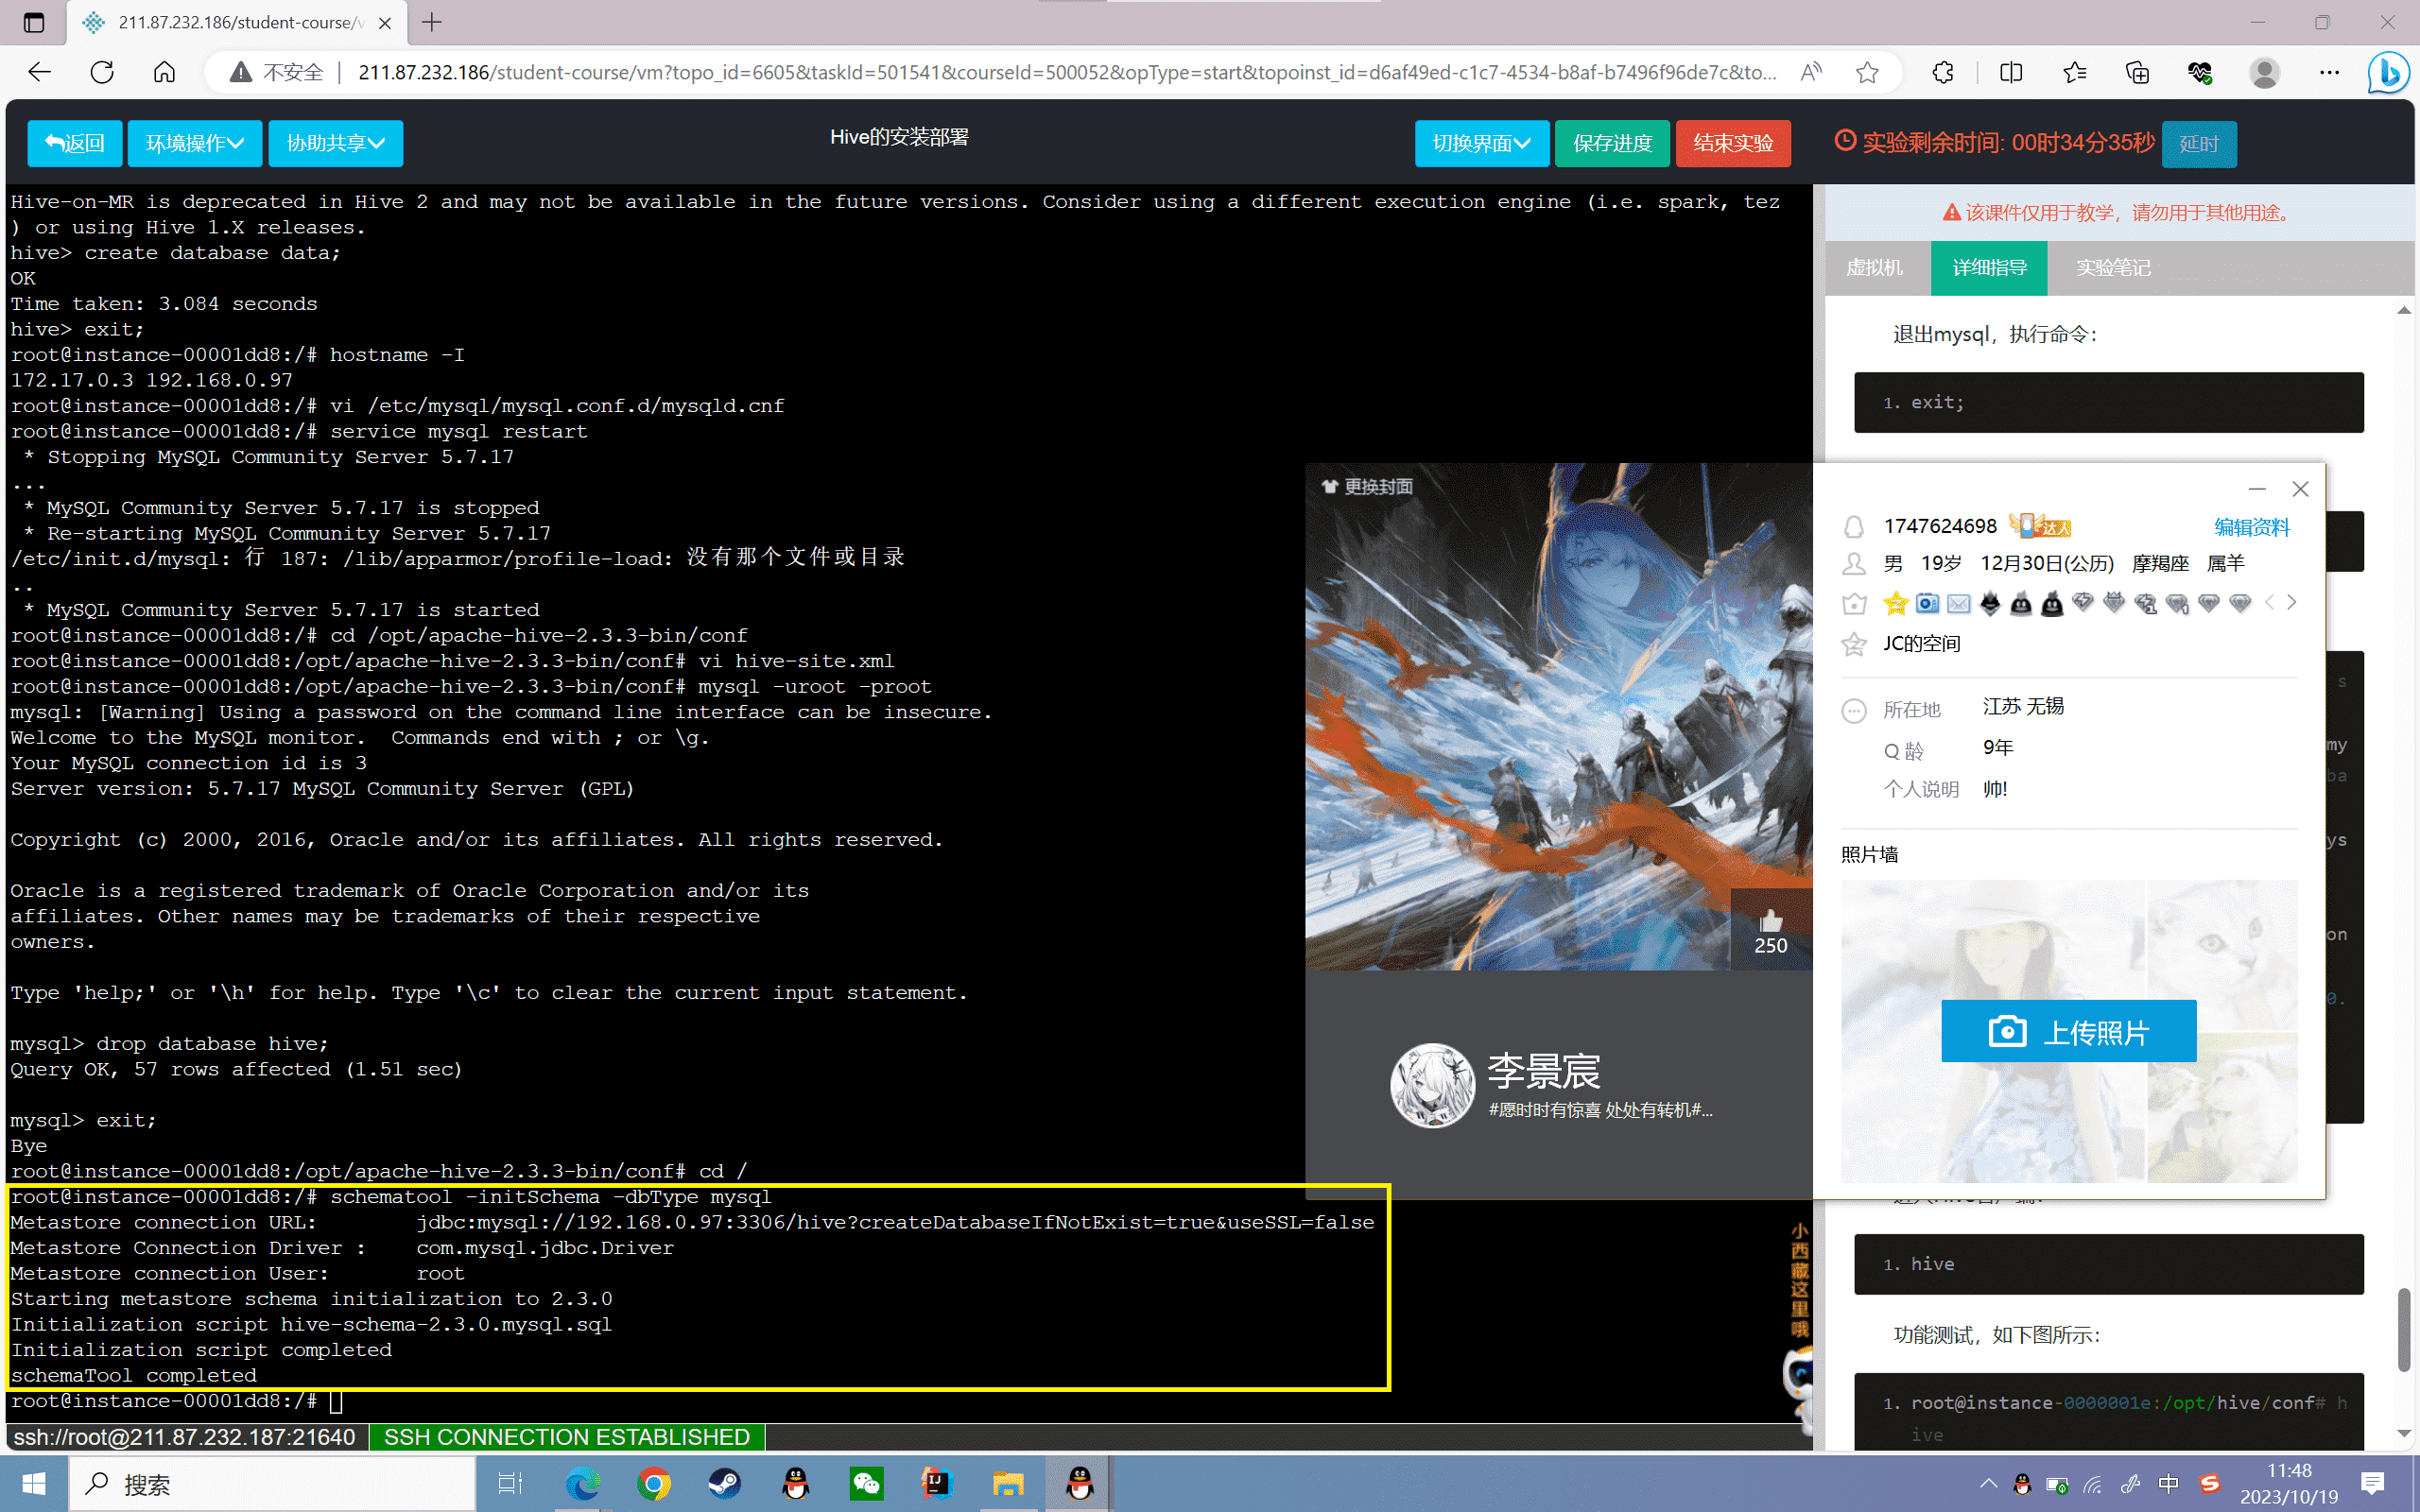 211.87.232.186/student-course/v
不安全
211.87.232.186/student-course/vm?topo_id=6605&taskId=501541&courseId=500052&opType=start&topoinst_id=d6af49ed-c1c7-4534-b8af-b7496f96de7c&to...
返回
环境操作
协助共享
Hive的安装部署
切换界面
保存进度
结束实验
实验剩余时间: 00时34分35秒
延时
Hive-on-MR is deprecated in Hive 2 and may not be available in the future versions. Consider using a different execution engine (i.e. spark, tez
) or using Hive 1.X releases.
hive> create database data;
OK
Time taken: 3.084 seconds
hive> exit;
root@instance-00001dd8:/# hostname -I
172.17.0.3 192.168.0.97
root@instance-00001dd8:/# vi /etc/mysql/mysql.conf.d/mysqld.cnf
root@instance-00001dd8:/# service mysql restart
 * Stopping MySQL Community Server 5.7.17
...
 * MySQL Community Server 5.7.17 is stopped
 * Re-starting MySQL Community Server 5.7.17
/etc/init.d/mysql: 行 187: /lib/apparmor/profile-load: 没有那个文件或目录
..
 * MySQL Community Server 5.7.17 is started
root@instance-00001dd8:/# cd /opt/apache-hive-2.3.3-bin/conf
root@instance-00001dd8:/opt/apache-hive-2.3.3-bin/conf# vi hive-site.xml
root@instance-00001dd8:/opt/apache-hive-2.3.3-bin/conf# mysql -uroot -proot
mysql: [Warning] Using a password on the command line interface can be insecure.
Welcome to the MySQL monitor.  Commands end with ; or \g.
Your MySQL connection id is 3
Server version: 5.7.17 MySQL Community Server (GPL)
Copyright (c) 2000, 2016, Oracle and/or its affiliates. All rights reserved.
Oracle is a registered trademark of Oracle Corporation and/or its
affiliates. Other names may be trademarks of their respective
owners.
Type 'help;' or '\h' for help. Type '\c' to clear the current input statement.
mysql> drop database hive;
Query OK, 57 rows affected (1.51 sec)
mysql> exit;
Bye
root@instance-00001dd8:/opt/apache-hive-2.3.3-bin/conf# cd /
root@instance-00001dd8:/# schematool -initSchema -dbType mysql
Metastore connection URL:        jdbc:mysql://192.168.0.97:3306/hive?createDatabaseIfNotExist=true&useSSL=false
Metastore Connection Driver :    com.mysql.jdbc.Driver
Metastore connection User:       root
Starting metastore schema initialization to 2.3.0
Initialization script hive-schema-2.3.0.mysql.sql
Initialization script completed
schemaTool completed
root@instance-00001dd8:/#
ssh://root@211.87.232.187:21640
SSH CONNECTION ESTABLISHED
该课件仅用于教学，请勿用于其他用途。
虚拟机
详细指导
实验笔记
退出mysql，执行命令：
1. exit;
s
my
ba
ys
on
0.
1. hive
功能测试，如下图所示：
1. root@instance-0000001e:/opt/hive/conf# h
ive
小西藏这里哦
更换封面
250
李景宸
#愿时时有惊喜 处处有转机#...
1747624698
达人
编辑资料
男 19岁 12月30日(公历) 摩羯座 属羊
JC的空间
所在地 江苏 无锡
Q 龄 9年
个人说明 帅!
照片墙
上传照片
搜索
中
11:48
2023/10/19